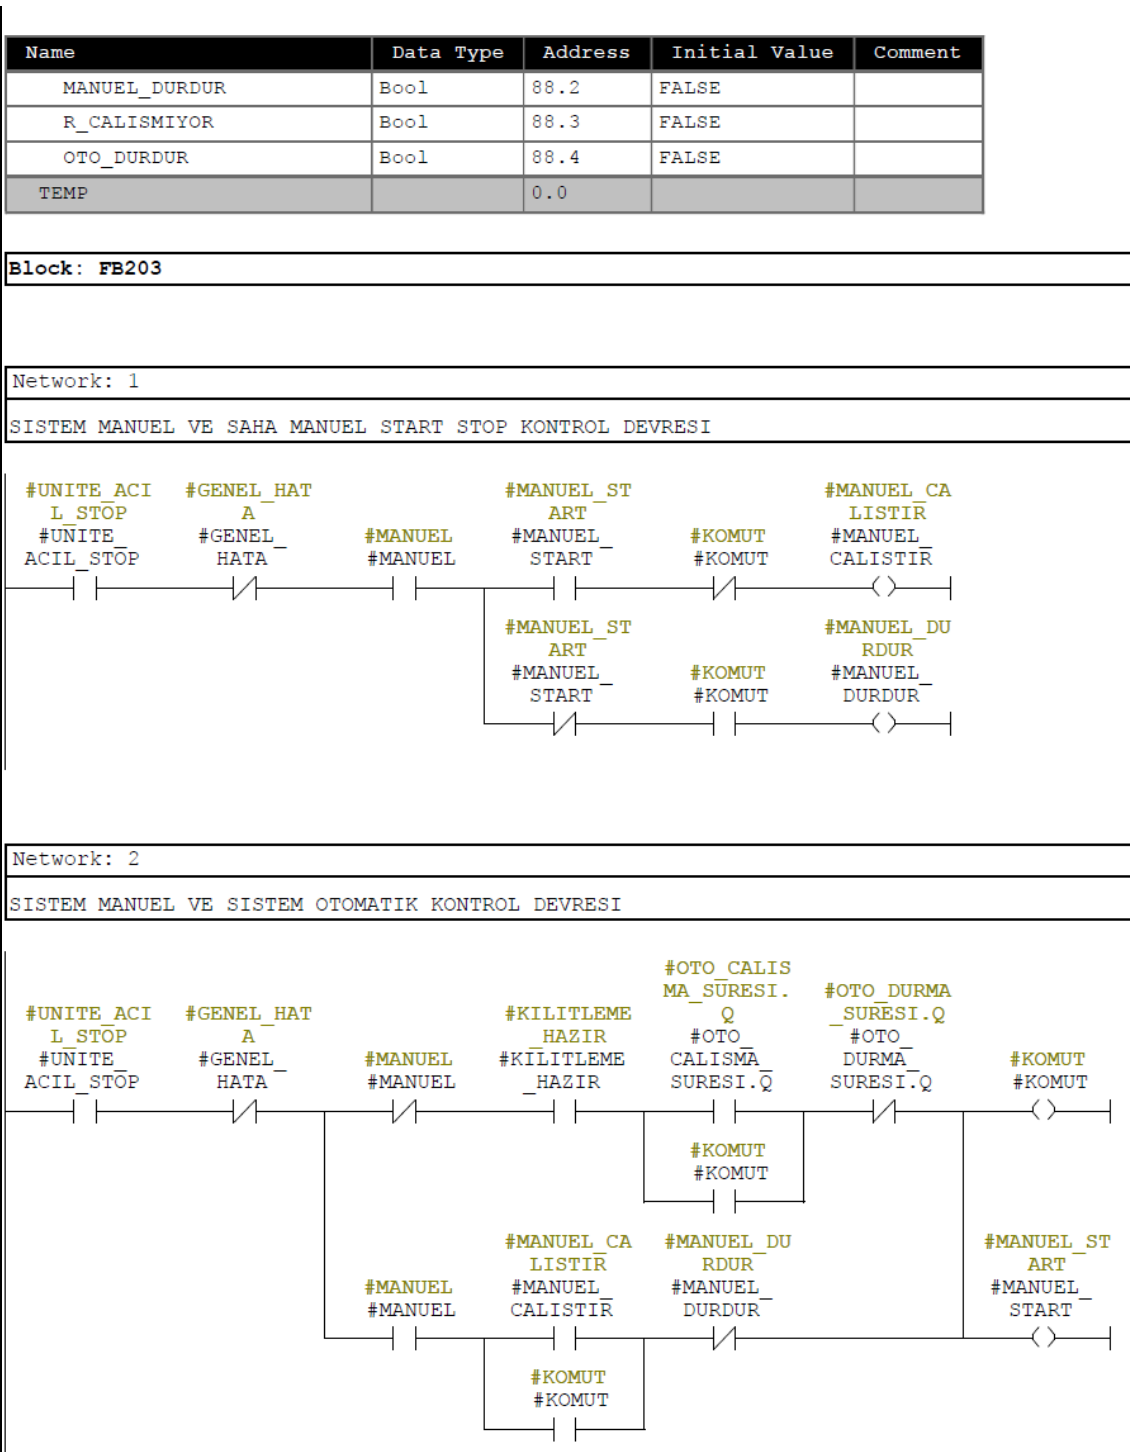 Name Data Type Address Initial Value Comment
MANUEL_DURDUR Bool 88.2 FALSE
R_CALISMIYOR Bool 88.3 FALSE
OTO_DURDUR Bool 88.4 FALSE
TEMP 0.0
Block: FB203
Network: 1
SISTEM MANUEL VE SAHA MANUEL START STOP KONTROL DEVRESI
#UNITE_ACI #GENEL_HAT #MANUEL_ST #MANUEL_CA
L_STOP A ART LISTIR
#UNITE_ #GENEL_ #MANUEL #MANUEL_ #KOMUT #MANUEL_
ACIL_STOP HATA #MANUEL START #KOMUT CALISTIR
#MANUEL_ST #MANUEL_DU
ART RDUR
#MANUEL_ #KOMUT #MANUEL_
START #KOMUT DURDUR
Network: 2
SISTEM MANUEL VE SISTEM OTOMATIK KONTROL DEVRESI
#OTO_CALIS
MA_SURESI. #OTO_DURMA
#UNITE_ACI #GENEL_HAT #KILITLEME Q _SURESI.Q
L_STOP A _HAZIR #OTO_ #OTO_
#UNITE_ #GENEL_ #MANUEL #KILITLEME CALISMA_ DURMA_ #KOMUT
ACIL_STOP HATA #MANUEL _HAZIR SURESI.Q SURESI.Q #KOMUT
#KOMUT
#KOMUT
#MANUEL_CA #MANUEL_DU #MANUEL_ST
LISTIR RDUR ART
#MANUEL #MANUEL_ #MANUEL_ #MANUEL_
#MANUEL CALISTIR DURDUR START
#KOMUT
#KOMUT